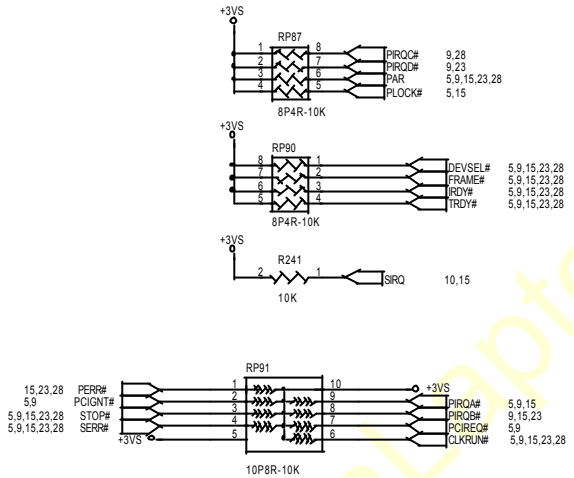 +3VS
RP87
1 8 PIRQC# 9,28
2 7 PIRQD# 9,23
3 6 PAR 5,9,15,23,28
4 5 PLOCK# 5,15
8P4R-10K
+3VS
RP90
8 1 DEVSEL# 5,9,15,23,28
7 2 FRAME# 5,9,15,23,28
6 3 IRDY# 5,9,15,23,28
5 4 TRDY# 5,9,15,23,28
8P4R-10K
+3VS
R241
2 1 SIRQ 10,15
10K
RP91
15,23,28 PERR# 1 10 +3VS
5,9 PCIGNT# 2 9 PIRQA# 5,9,15
5,9,15,23,28 STOP# 3 8 PIRQB# 9,15,23
5,9,15,23,28 SERR# 4 7 PCIREQ# 5,9
+3VS 5 6 CLKRUN# 5,9,15,23,28
10P8R-10K